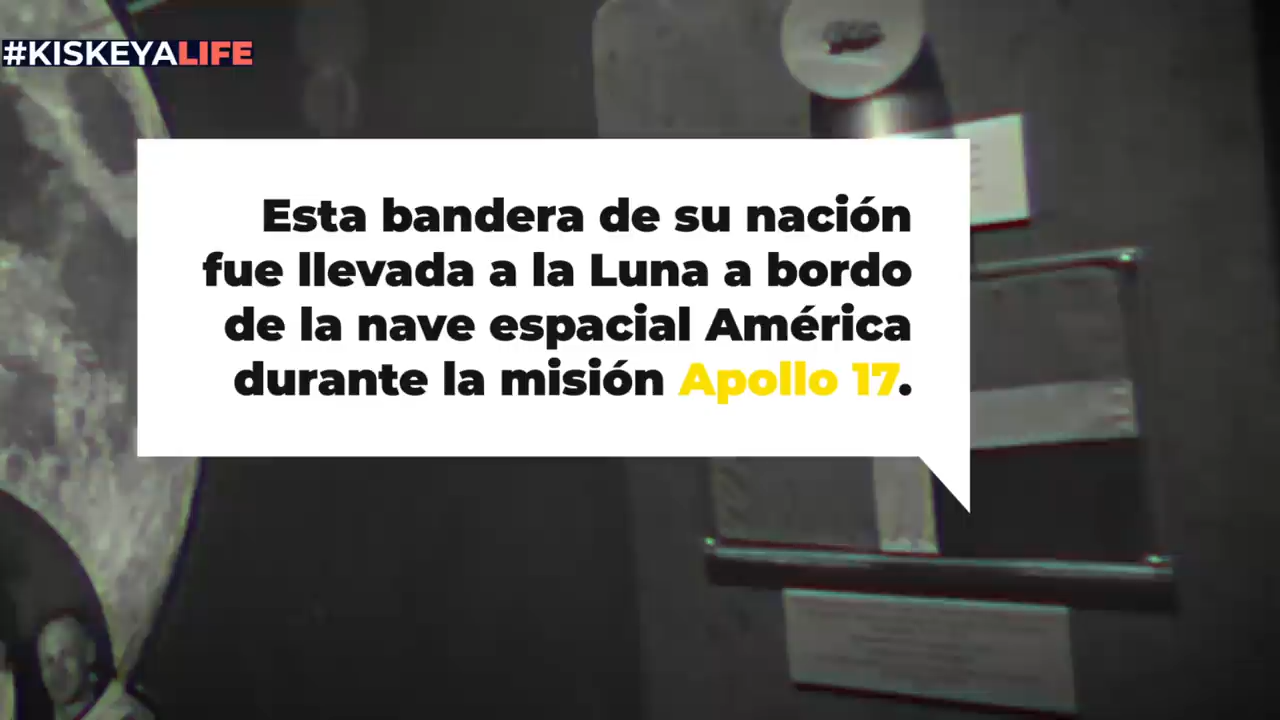 #KISKEYALIFE
Esta bandera de su nación
fue llevada a la Luna a bordo
de la nave espacial América
durante la misión Apollo 17.